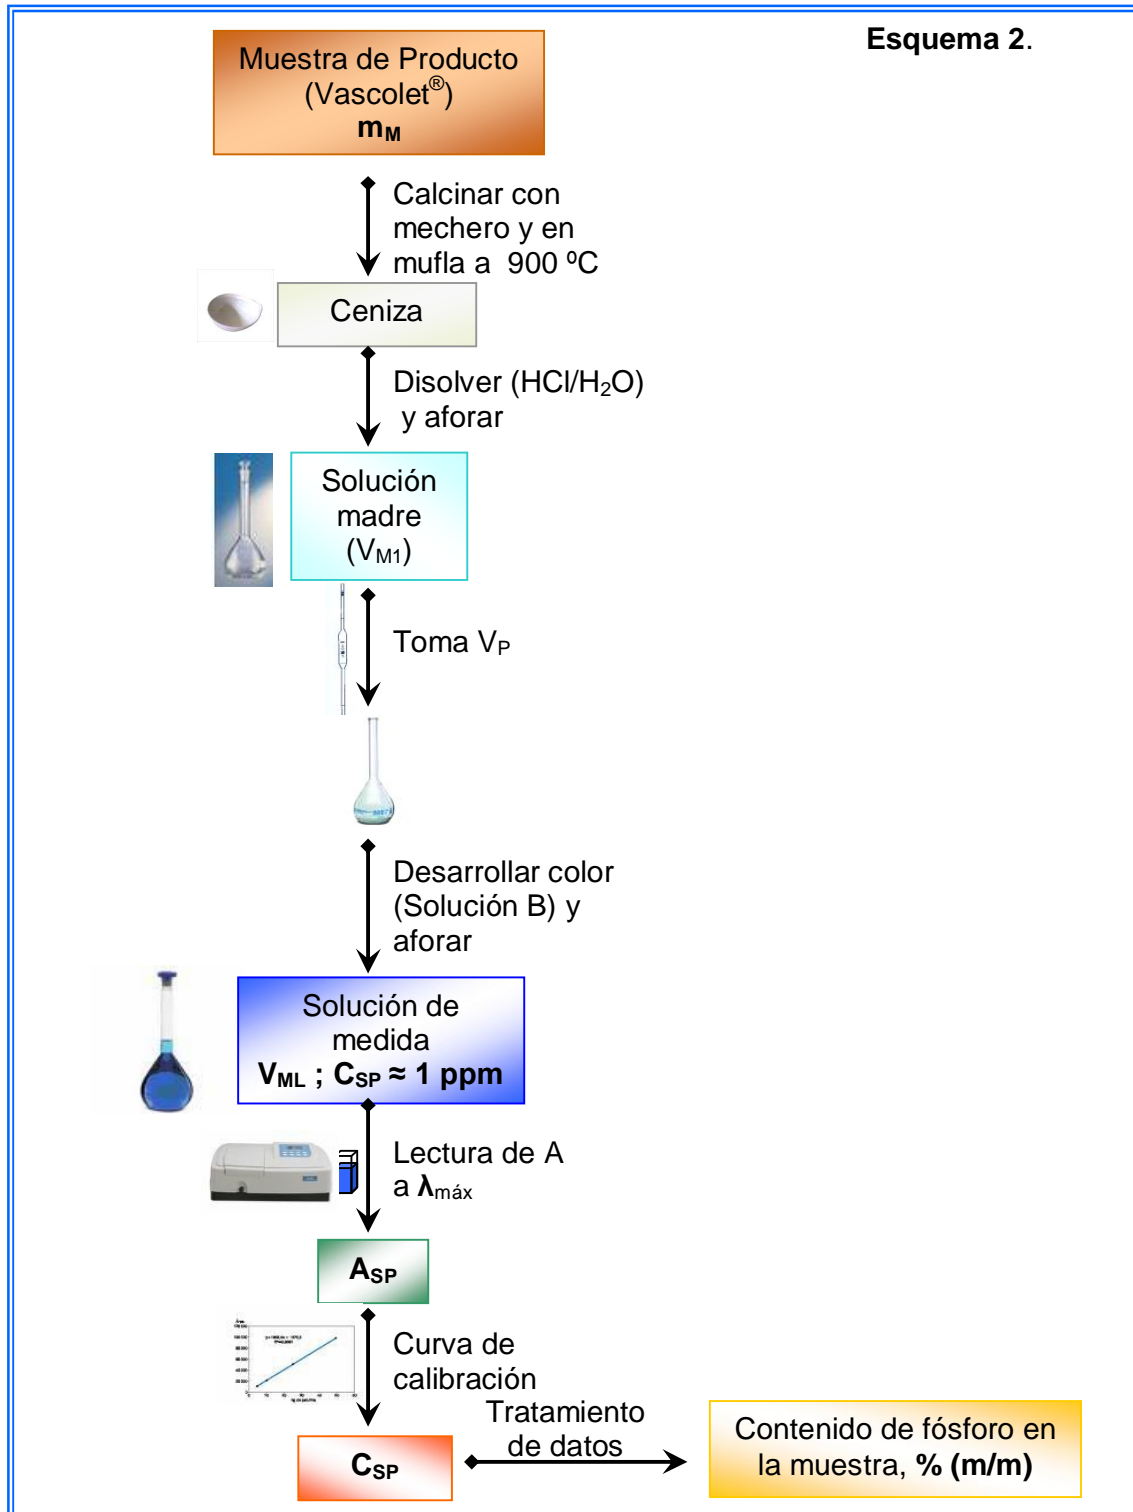 Esquema 2.
Muestra de Producto
(Vascolet®)
mM
Calcinar con
mechero y en
mufla a 900 ºC
Ceniza
Disolver (HCl/H2O)
y aforar
Solución
madre
(VM1)
Toma VP
Desarrollar color
(Solución B) y
aforar
Solución de
medida
VML ; CSP ≈ 1 ppm
Lectura de A
a λmáx
ASP
Curva de
calibración
CSP
Tratamiento
de datos
Contenido de fósforo en
la muestra, % (m/m)